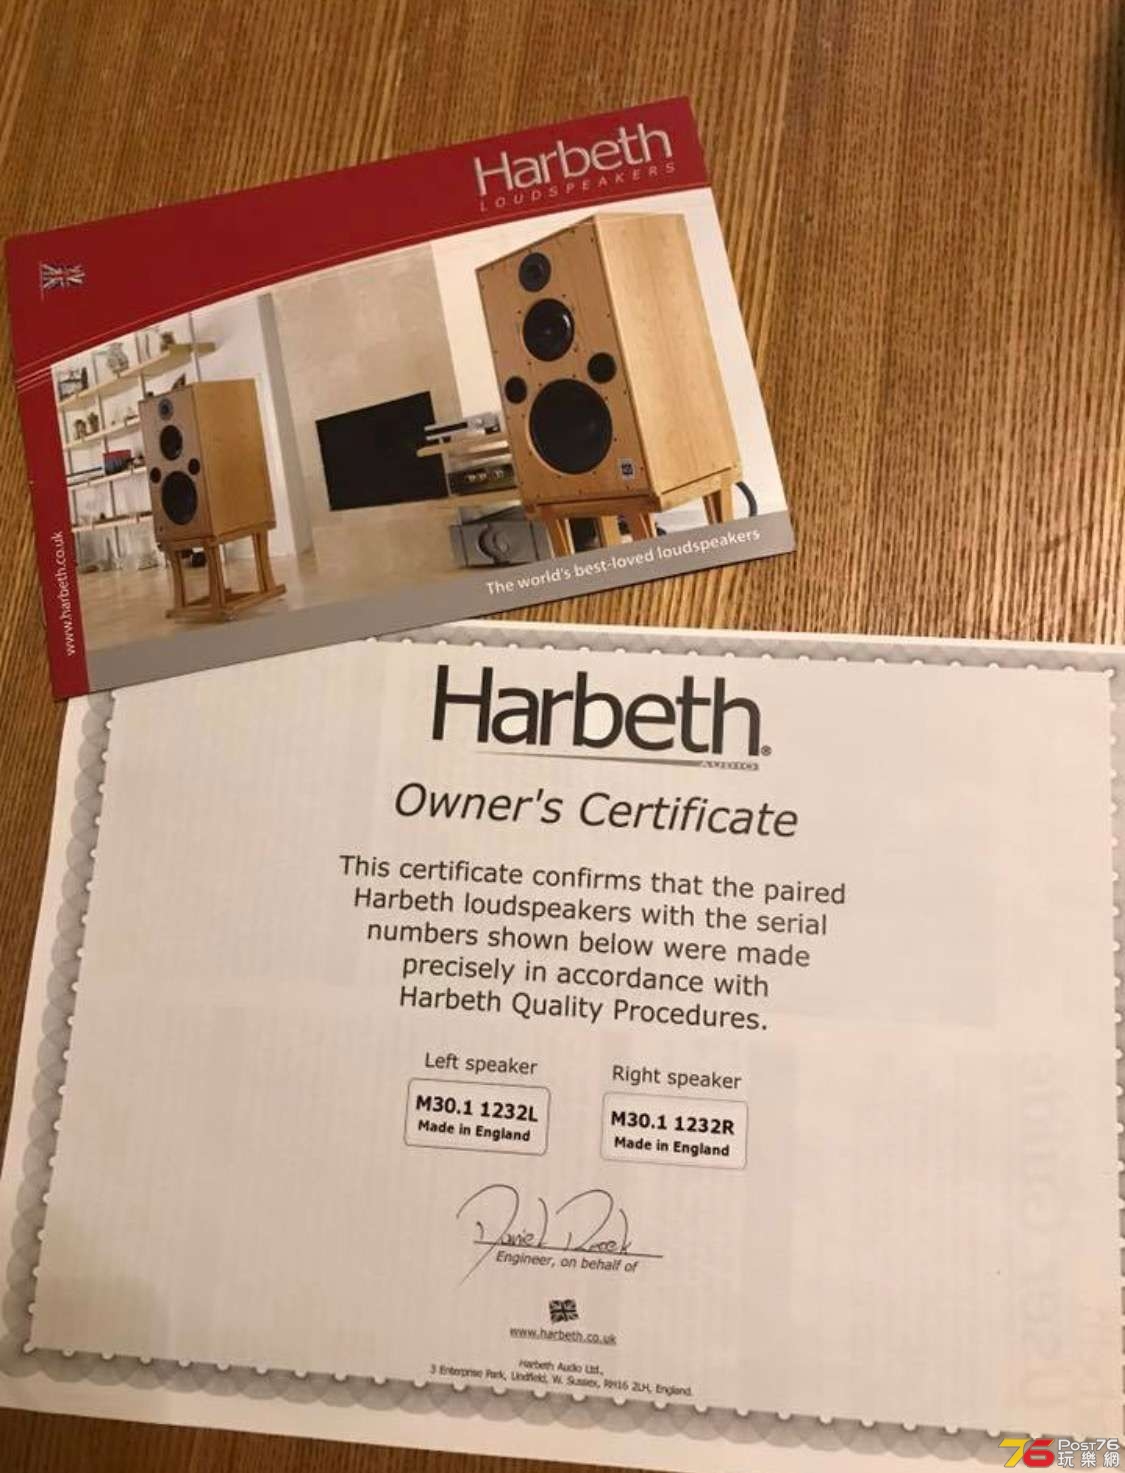 Harbeth
LOUDSPEAKERS
www.harbeth.co.uk
The world's best-loved loudspeakers
Harbeth®
AUDIO
Owner's Certificate
This certificate confirms that the paired
Harbeth loudspeakers with the serial
numbers shown below were made
precisely in accordance with
Harbeth Quality Procedures.
Left speaker
Right speaker
M30.1 1232L
Made in England
M30.1 1232R
Made in England
Daniel
Engineer, on behalf of
www.harbeth.co.uk
Harbeth Audio Ltd.,
3 Enterprise Park, Lindfield, W. Sussex, RH16 2LH, England.
76 POST76
玩樂網